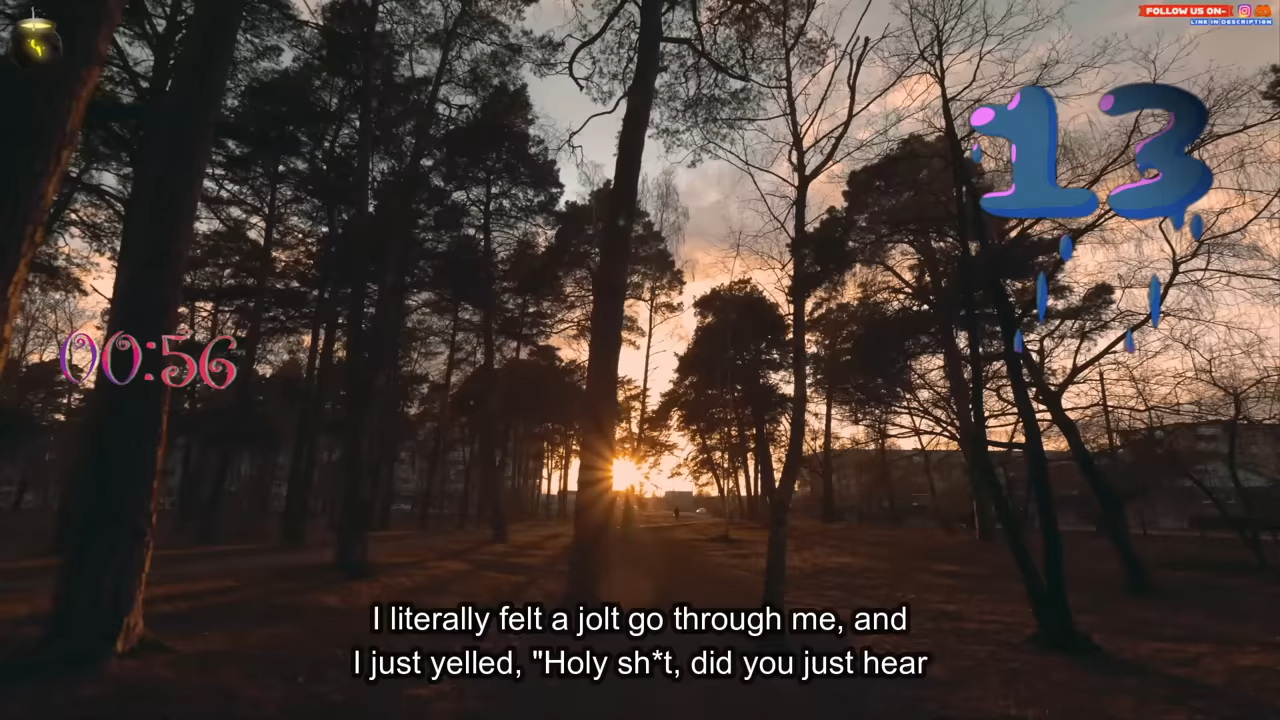 FOLLOW US ON-
LINK IN DESCRIPTION
13
00:56
I literally felt a jolt go through me, and
I just yelled, "Holy sh*t, did you just hear